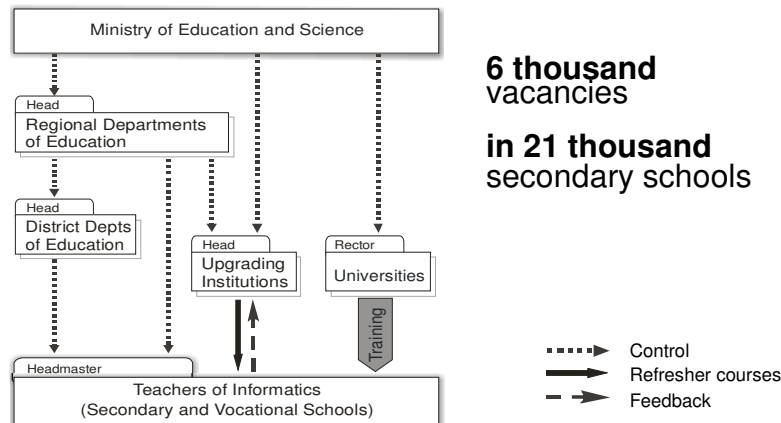 Ministry of Education and Science
Head
Regional Departments
of Education
Head
District Depts
of Education
Head
Upgrading
Institutions
Rector
Universities
Training
Headmaster
Teachers of Informatics
(Secondary and Vocational Schools)
6 thousand
vacancies
in 21 thousand
secondary schools
Control
Refresher courses
Feedback